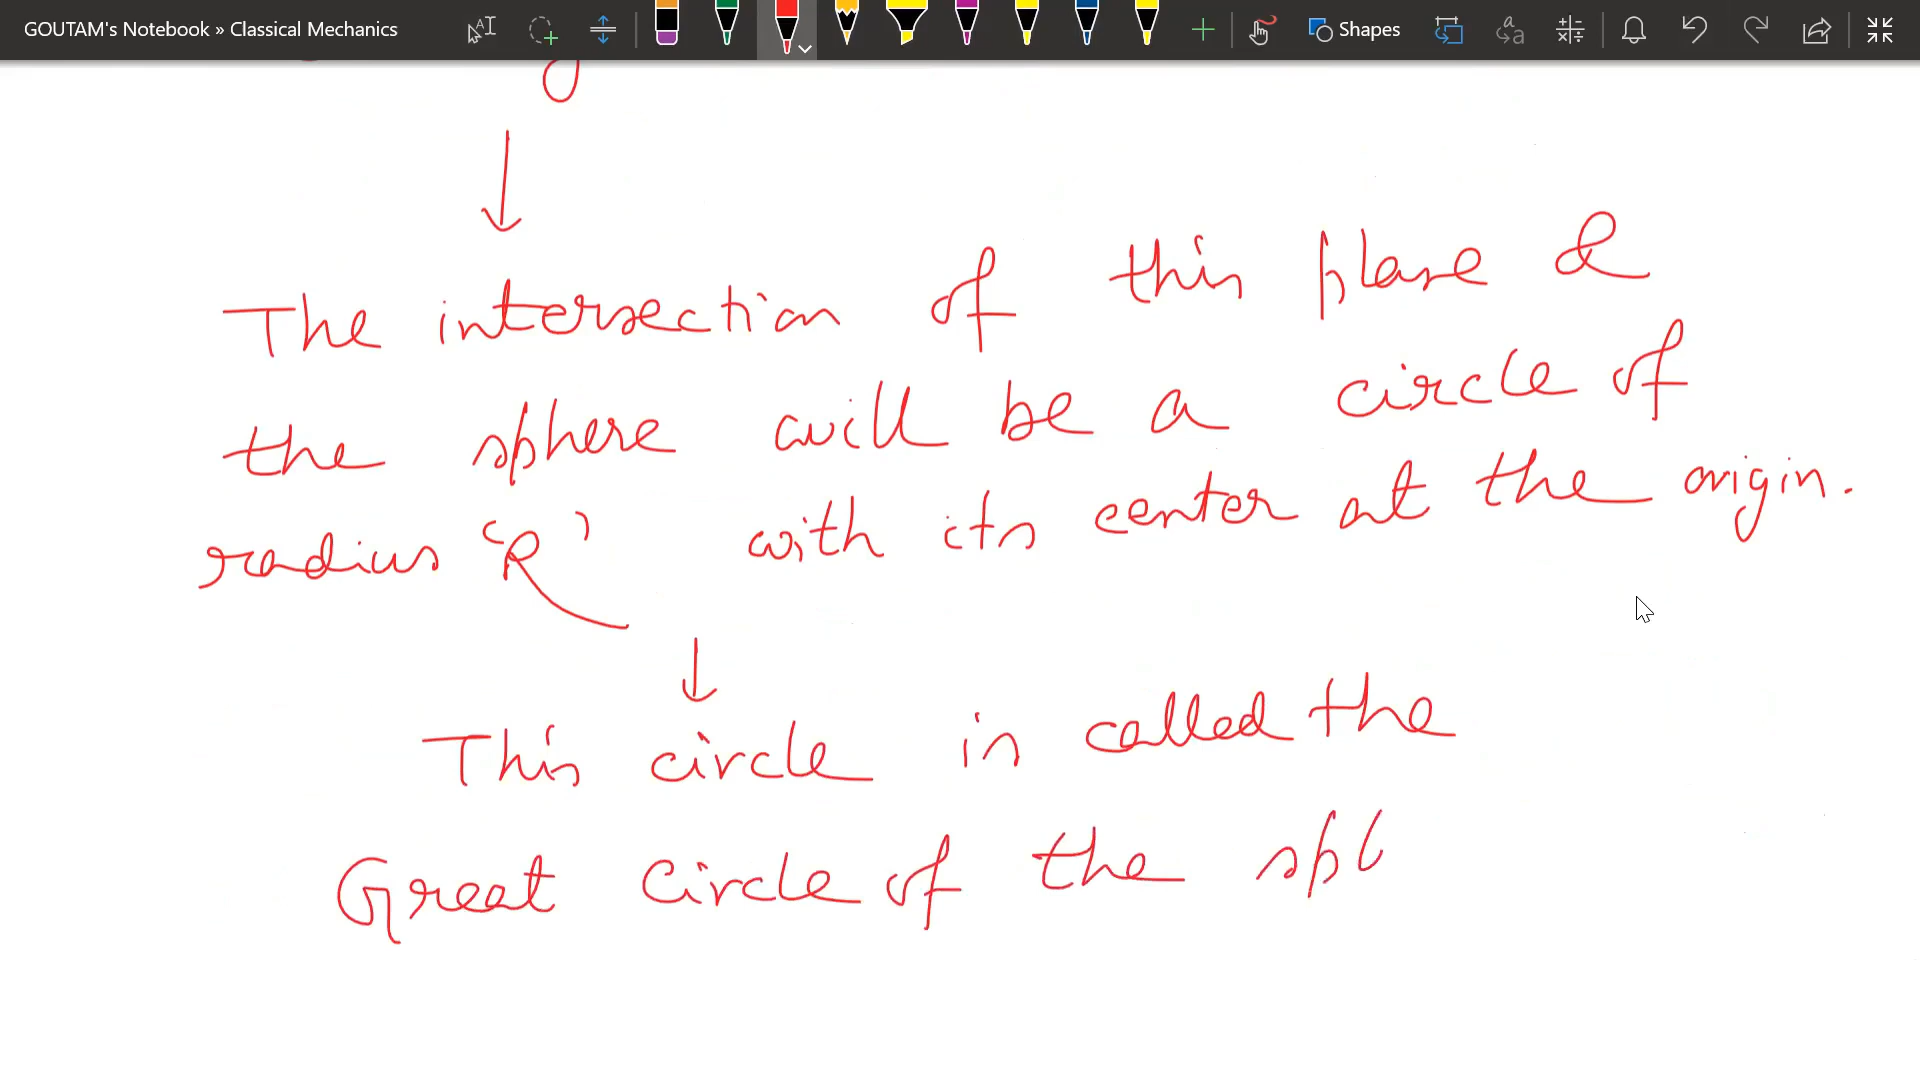 GOUTAM's Notebook » Classical Mechanics
Shapes
The intersection of this plane &
the sphere will be a circle of
radius 'R' with its center at the origin.
This circle is called the
Great circle of the sph